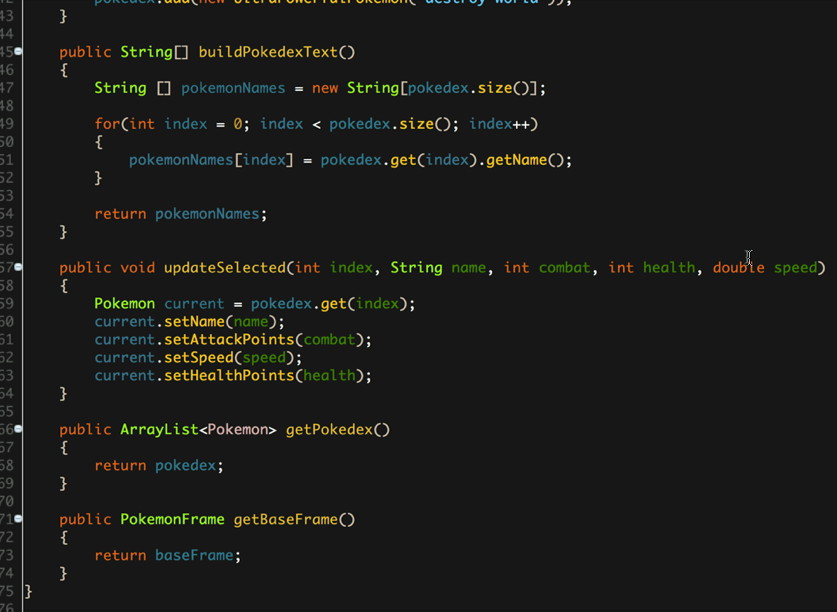 43 }
44
45 public String[] buildPokedexText()
46 {
47 String [] pokemonNames = new String[pokedex.size()];
48
49 for(int index = 0; index < pokedex.size(); index++)
50 {
51 pokemonNames[index] = pokedex.get(index).getName();
52 }
53
54 return pokemonNames;
55 }
56
57 public void updateSelected(int index, String name, int combat, int health, double speed)
58 {
59 Pokemon current = pokedex.get(index);
60 current.setName(name);
61 current.setAttackPoints(combat);
62 current.setSpeed(speed);
63 current.setHealthPoints(health);
64 }
65
66 public ArrayList<Pokemon> getPokedex()
67 {
68 return pokedex;
69 }
70
71 public PokemonFrame getBaseFrame()
72 {
73 return baseFrame;
74 }
75 }
76